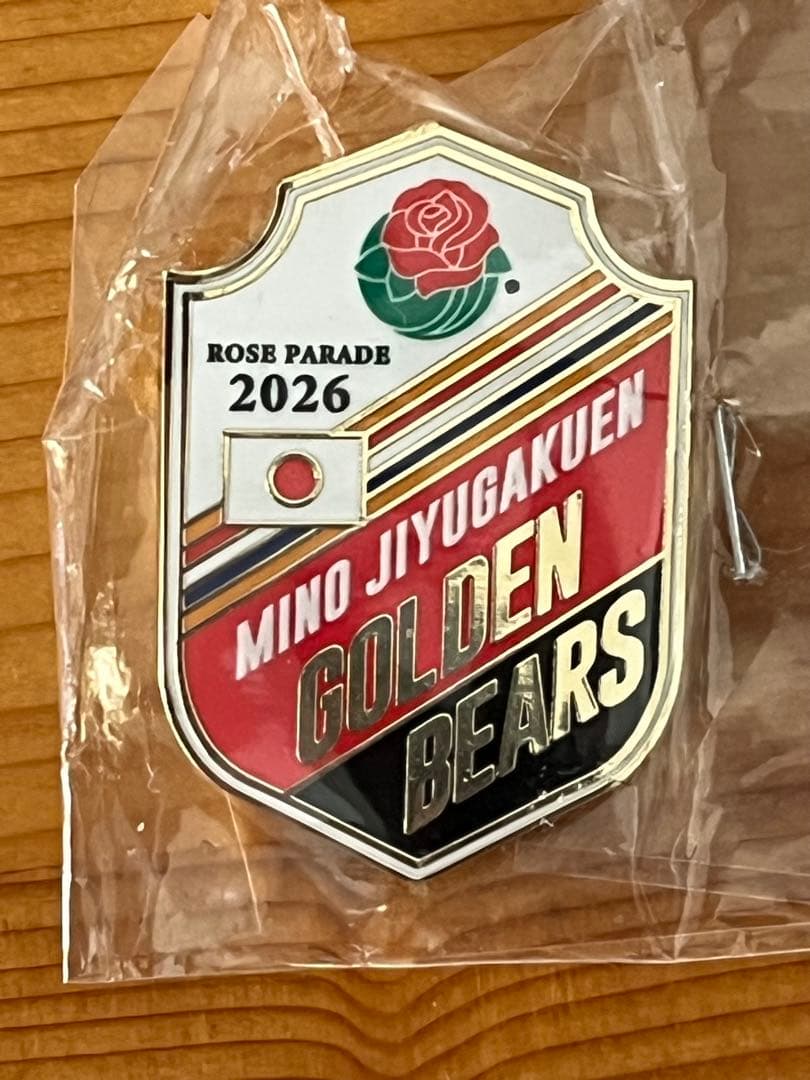 ROSE PARADE
2026
MINO JIYUGAKUEN
GOLDEN
BEARS